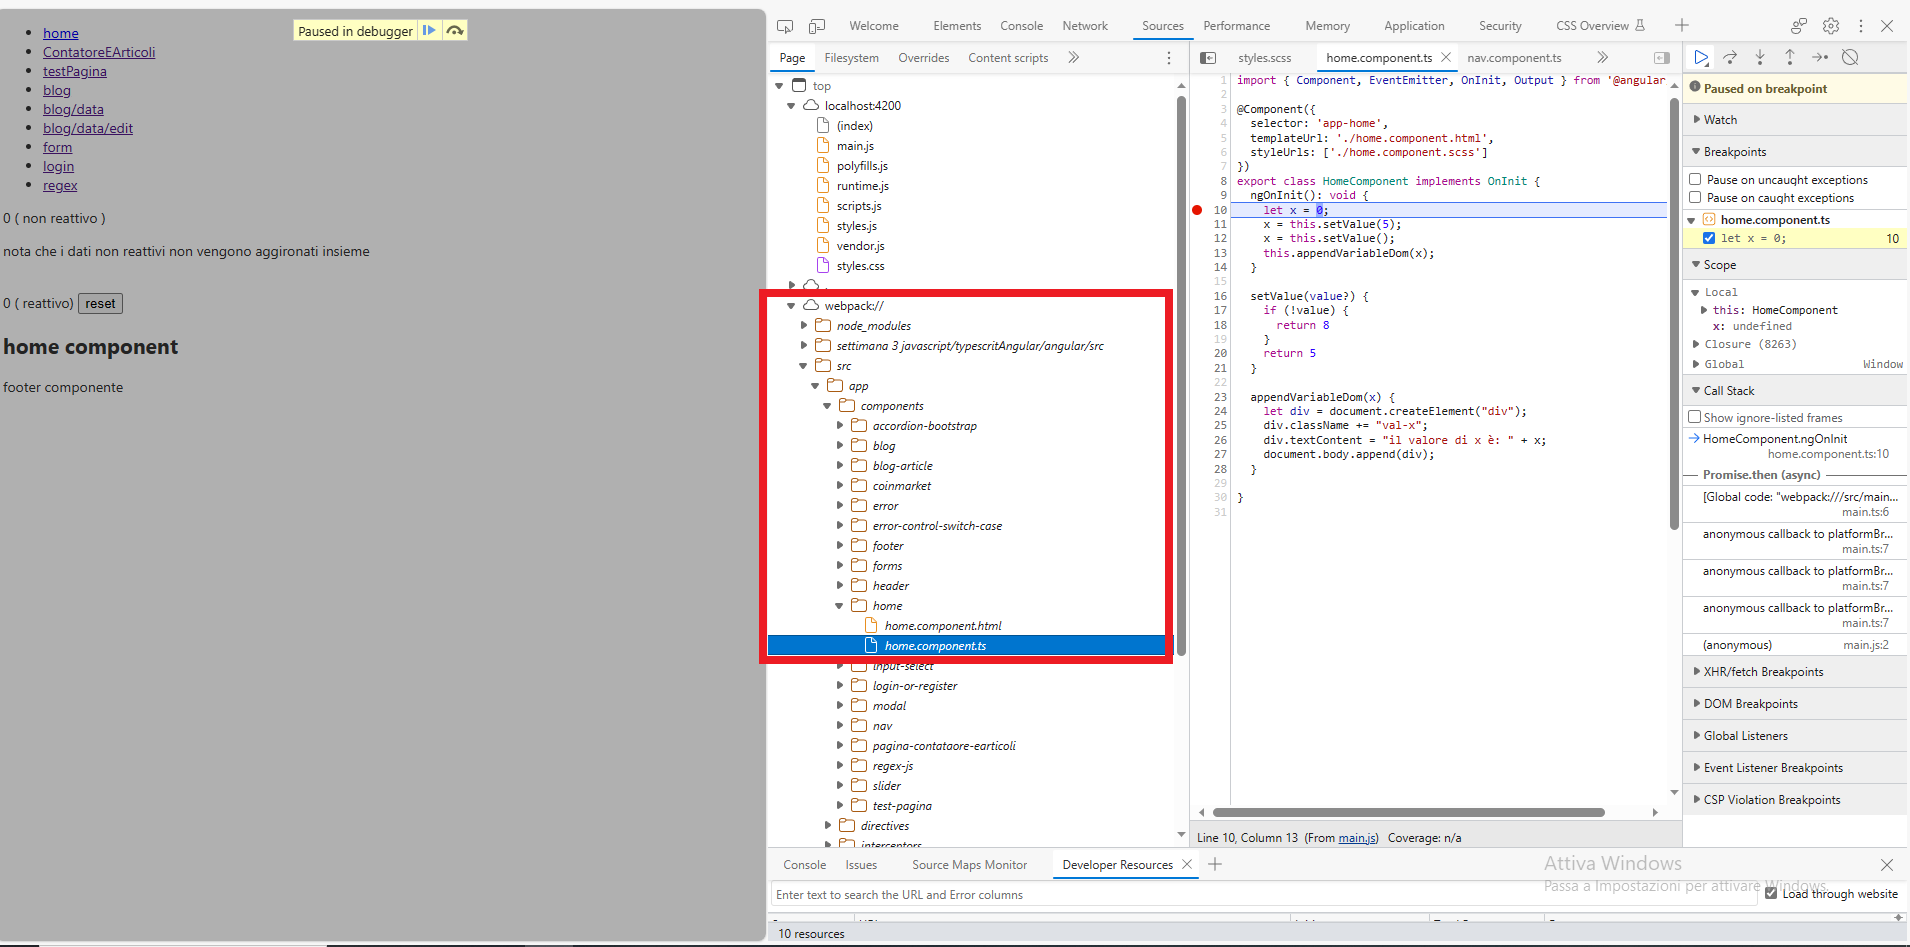 home
ContatoreEArticoli
testPagina
blog
blog/data
blog/data/edit
form
login
regex
Paused in debugger
0 ( non reattivo )
nota che i dati non reattivi non vengono aggironati insieme
0 ( reattivo) reset
home component
footer componente
Welcome Elements Console Network Sources Performance Memory Application Security CSS Overview
Page Filesystem Overrides Content scripts
top
localhost:4200
(index)
main.js
polyfills.js
runtime.js
scripts.js
styles.js
vendor.js
styles.css
webpack://
node_modules
settimana 3 javascript/typescritAngular/angular/src
src
app
components
accordion-bootstrap
blog
blog-article
coinmarket
error
error-control-switch-case
footer
forms
header
home
home.component.html
home.component.ts
input-select
login-or-register
modal
nav
pagina-contataore-earticoli
regex-js
slider
test-pagina
directives
interceptors
styles.scss home.component.ts nav.component.ts
1 import { Component, EventEmitter, OnInit, Output } from '@angular
2
3 @Component({
4 selector: 'app-home',
5 templateUrl: './home.component.html',
6 styleUrls: ['./home.component.scss']
7 })
8 export class HomeComponent implements OnInit {
9 ngOnInit(): void {
10 let x = 0;
11 x = this.setValue(5);
12 x = this.setValue();
13 this.appendVariableDom(x);
14 }
15
16 setValue(value?) {
17 if (!value) {
18 return 8
19 }
20 return 5
21 }
22
23 appendVariableDom(x) {
24 let div = document.createElement("div");
25 div.className += "val-x";
26 div.textContent = "il valore di x è: " + x;
27 document.body.append(div);
28 }
29
30 }
31
Line 10, Column 13 (From main.js) Coverage: n/a
Paused on breakpoint
Watch
Breakpoints
Pause on uncaught exceptions
Pause on caught exceptions
home.component.ts
let x = 0; 10
Scope
Local
this: HomeComponent
x: undefined
Closure (8263)
Global Window
Call Stack
Show ignore-listed frames
HomeComponent.ngOnInit
home.component.ts:10
Promise.then (async)
[Global code: "webpack:///src/main...
main.ts:6
anonymous callback to platformBr...
main.ts:7
anonymous callback to platformBr...
main.ts:7
anonymous callback to platformBr...
main.ts:7
(anonymous) main.js:2
XHR/fetch Breakpoints
DOM Breakpoints
Global Listeners
Event Listener Breakpoints
CSP Violation Breakpoints
Console Issues Source Maps Monitor Developer Resources
Attiva Windows
Passa a Impostazioni per attivare Windows.
Enter text to search the URL and Error columns
Load through website
10 resources